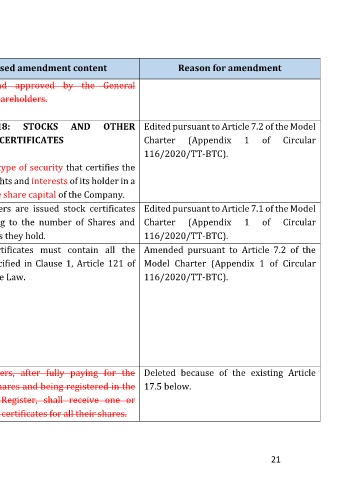 sed amendment content
Reason for amendment
nd approved by the General
areholders.
18: STOCKS AND OTHER
CERTIFICATES
ype of security that certifies the
hts and interests of its holder in a
e share capital of the Company.
Edited pursuant to Article 7.2 of the Model
Charter (Appendix 1 of Circular
116/2020/TT-BTC).
ers are issued stock certificates
g to the number of Shares and
s they hold.
Edited pursuant to Article 7.1 of the Model
Charter (Appendix 1 of Circular
116/2020/TT-BTC).
rtificates must contain all the
cified in Clause 1, Article 121 of
e Law.
Amended pursuant to Article 7.2 of the
Model Charter (Appendix 1 of Circular
116/2020/TT-BTC).
ers, after fully paying for the
hares and being registered in the
Register, shall receive one or
certificates for all their shares.
Deleted because of the existing Article
17.5 below.
21